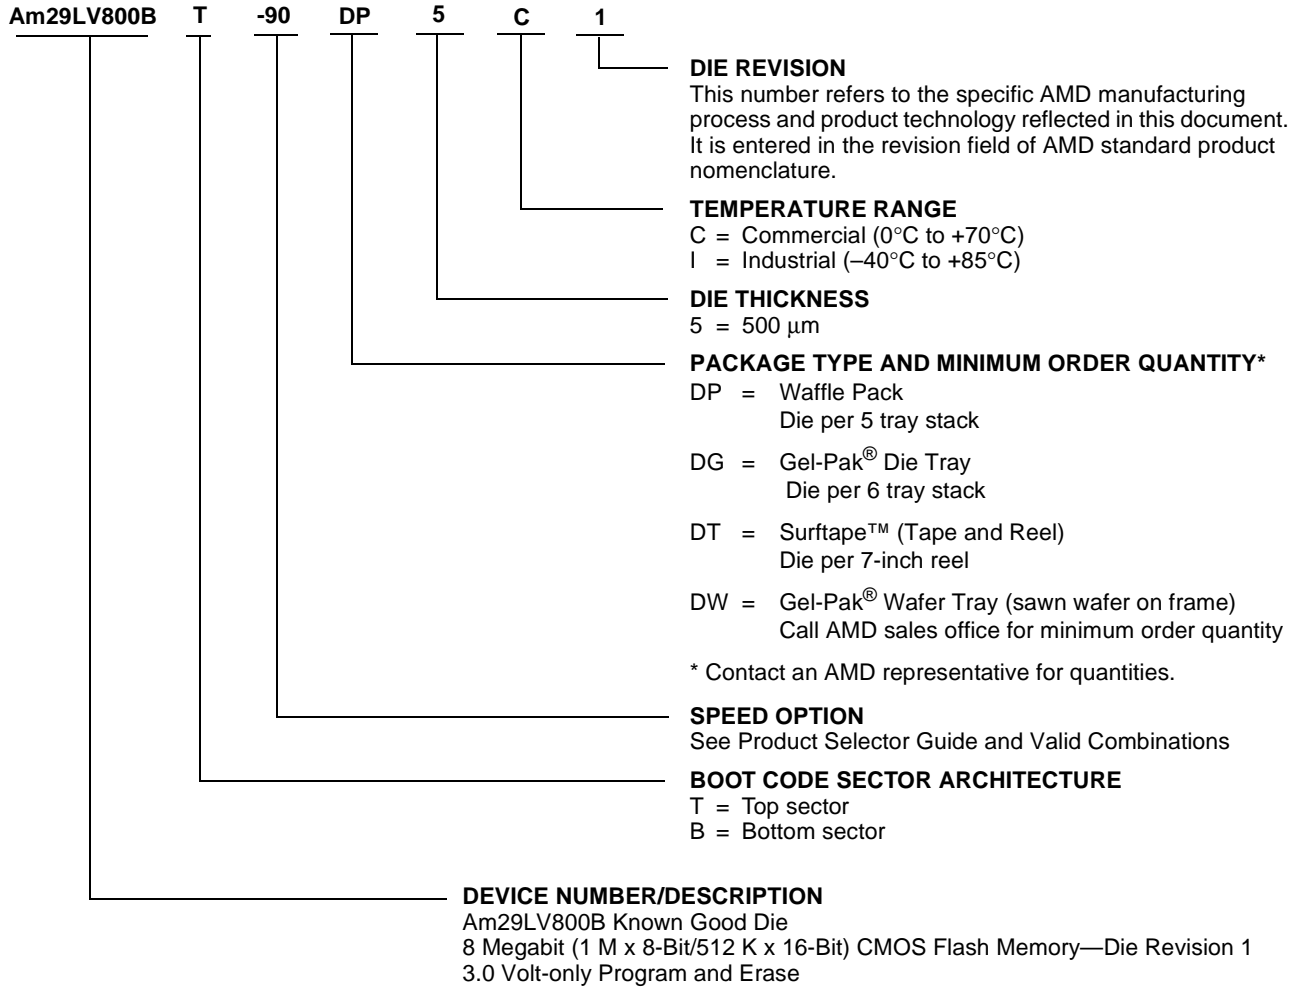 Am29LV800B T -90 DP 5 C 1
DIE REVISION
This number refers to the specific AMD manufacturing
process and product technology reflected in this document.
It is entered in the revision field of AMD standard product
nomenclature.
TEMPERATURE RANGE
C = Commercial (0°C to +70°C)
I = Industrial (–40°C to +85°C)
DIE THICKNESS
5 = 500 μm
PACKAGE TYPE AND MINIMUM ORDER QUANTITY*
DP = Waffle Pack
Die per 5 tray stack
DG = Gel-Pak® Die Tray
Die per 6 tray stack
DT = Surftape™ (Tape and Reel)
Die per 7-inch reel
DW = Gel-Pak® Wafer Tray (sawn wafer on frame)
Call AMD sales office for minimum order quantity
* Contact an AMD representative for quantities.
SPEED OPTION
See Product Selector Guide and Valid Combinations
BOOT CODE SECTOR ARCHITECTURE
T = Top sector
B = Bottom sector
DEVICE NUMBER/DESCRIPTION
Am29LV800B Known Good Die
8 Megabit (1 M x 8-Bit/512 K x 16-Bit) CMOS Flash Memory—Die Revision 1
3.0 Volt-only Program and Erase